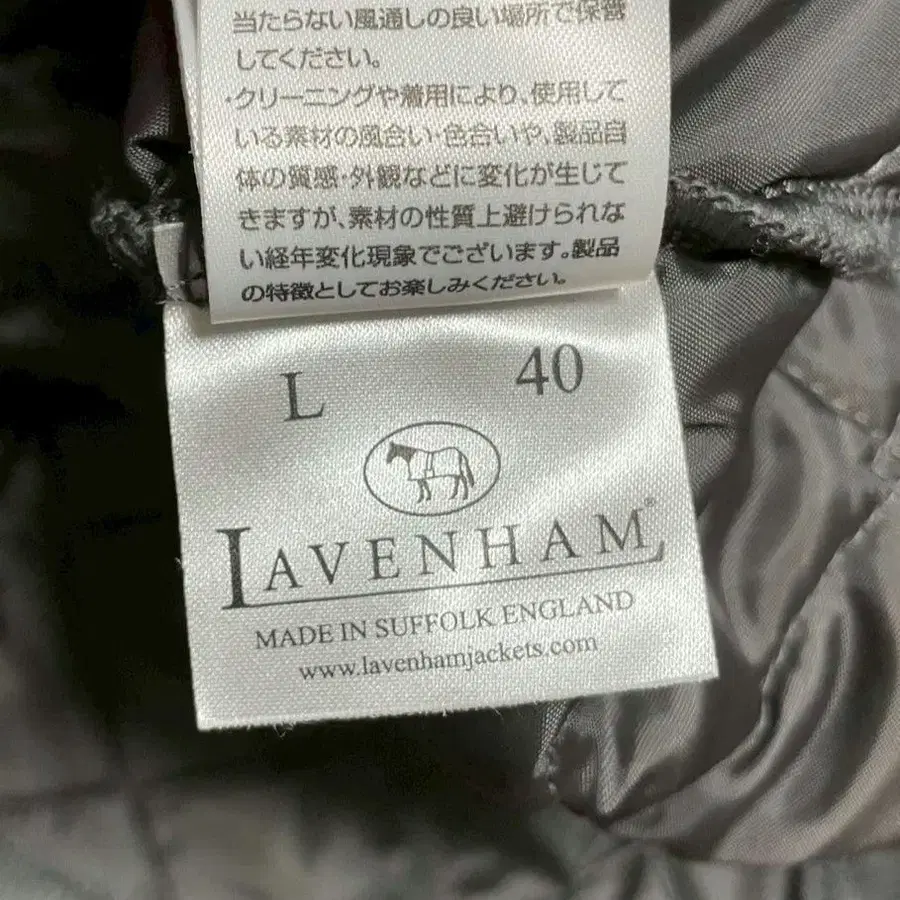 当たらない風通しの良い場所で保管
してください。
・クリーニングや着用により、使用して
いる素材の風合い・色合いや、製品自
体の質感・外観などに変化が生じて
きますが、素材の性質上避けられな
い経年変化現象でございます。製品
の特徴としてお楽しみください。
L 40
LAVENHAM®
MADE IN SUFFOLK ENGLAND
www.lavenhamjackets.com